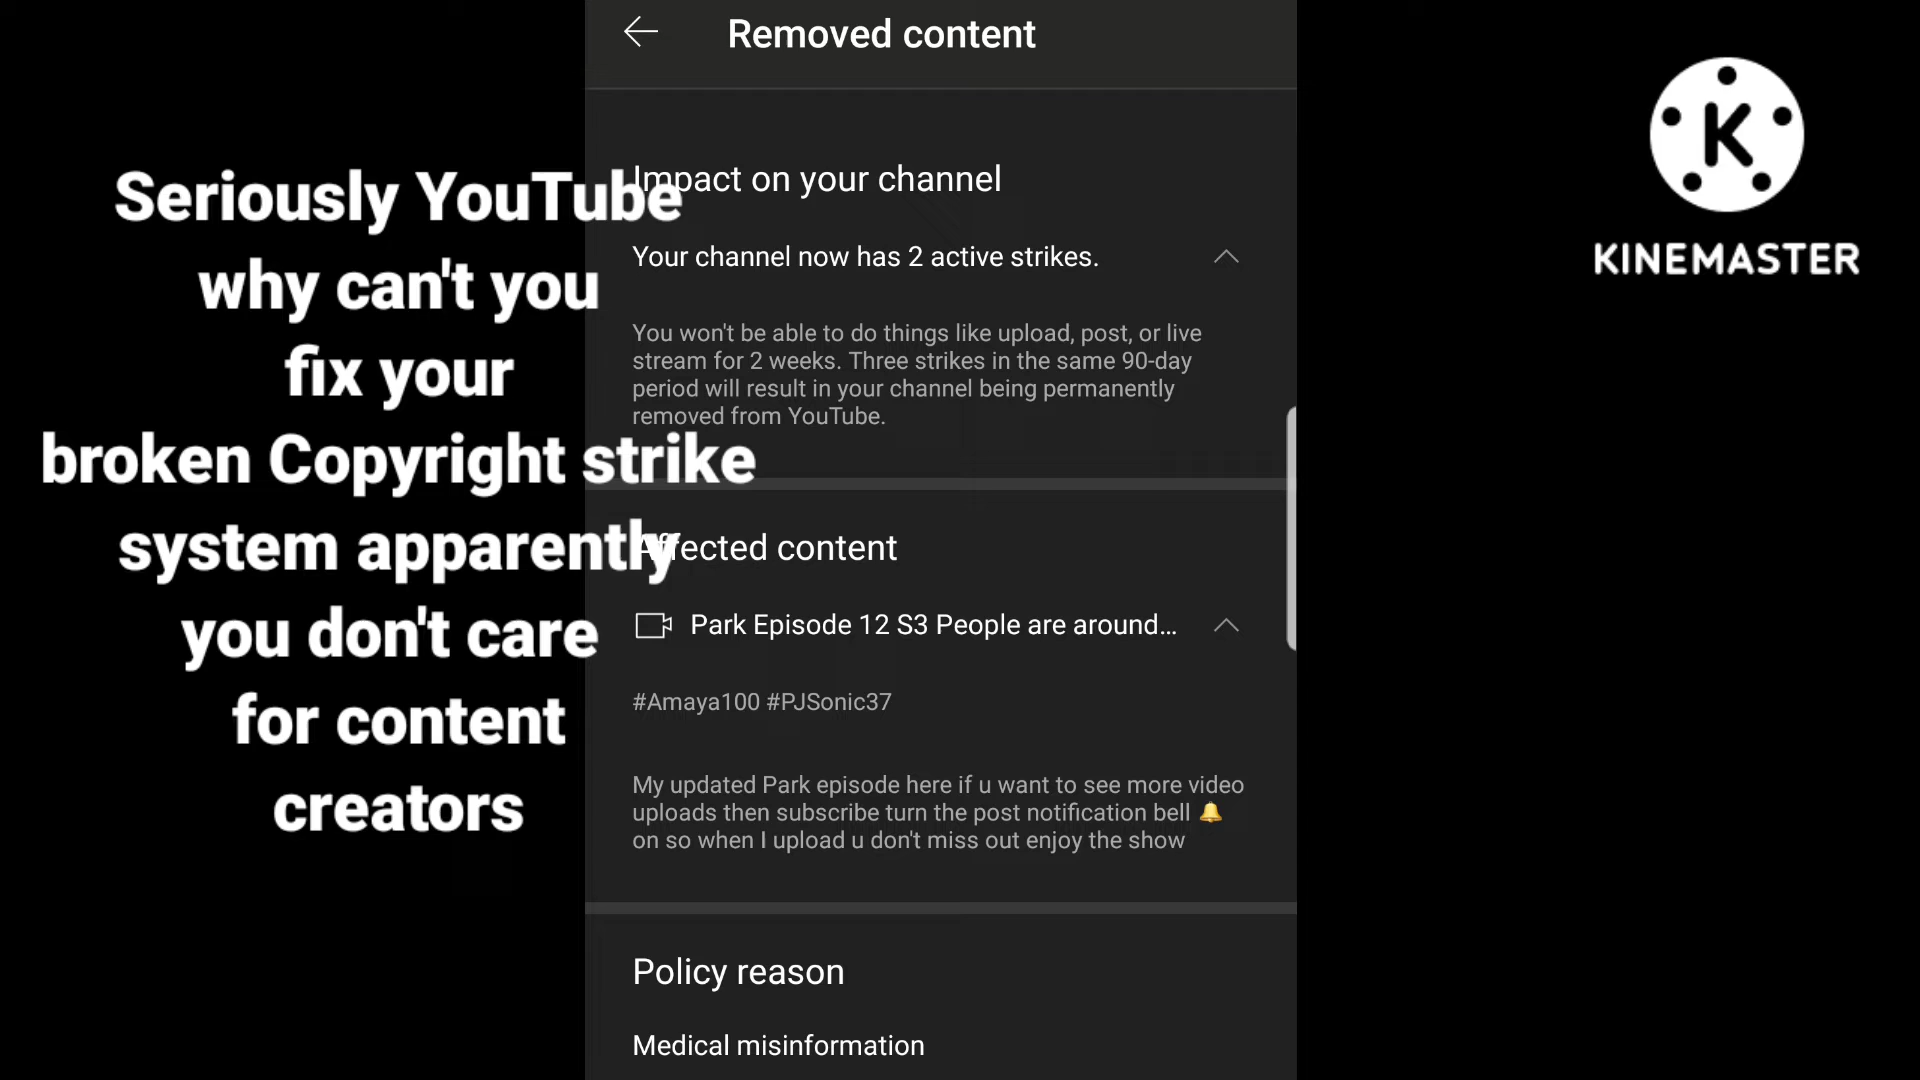 Removed content
Seriously YouTube
why can't you
fix your
broken Copyright strike
system apparently
you don't care
for content
creators
Impact on your channel
Your channel now has 2 active strikes.
You won't be able to do things like upload, post, or live
stream for 2 weeks. Three strikes in the same 90-day
period will result in your channel being permanently
removed from YouTube.
Affected content
Park Episode 12 S3 People are around...
#Amaya100 #PJSonic37
My updated Park episode here if u want to see more video
uploads then subscribe turn the post notification bell 🔔
on so when I upload u don't miss out enjoy the show
Policy reason
Medical misinformation
K
KINEMASTER